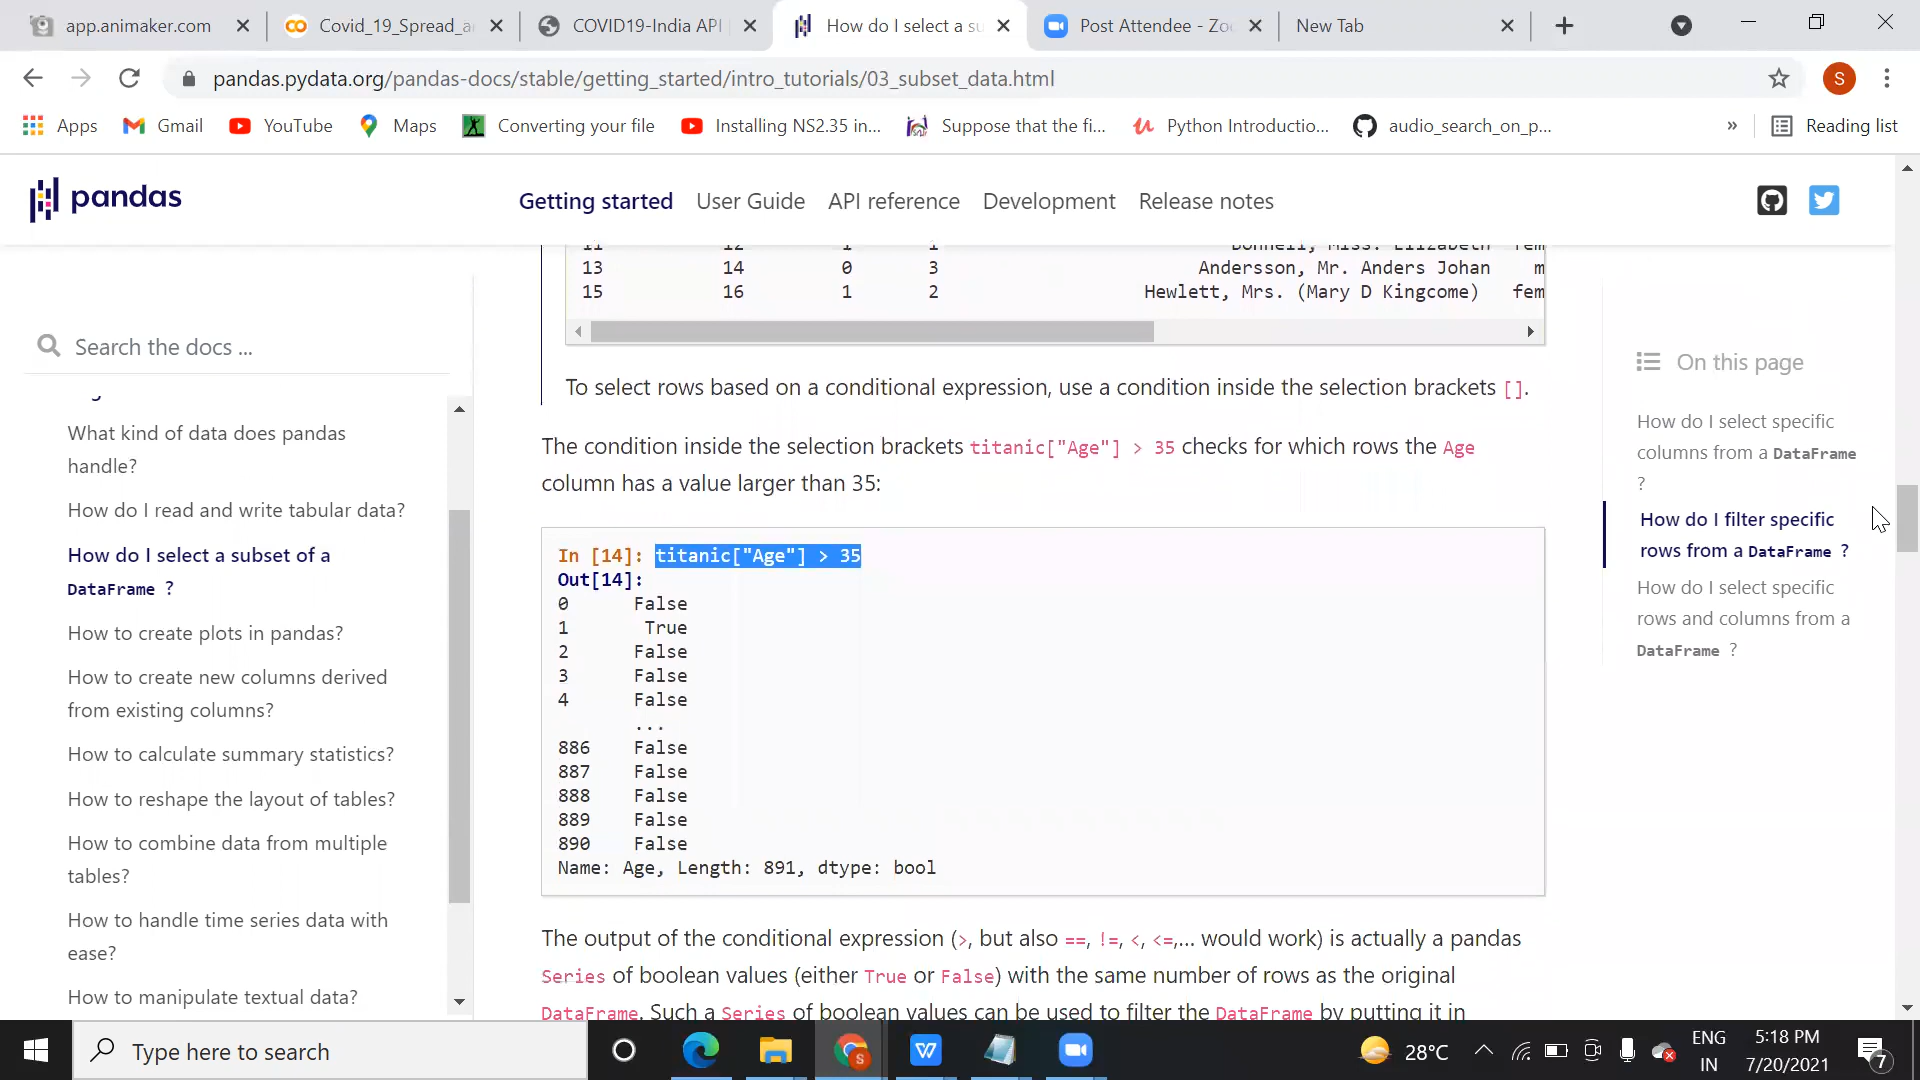 app.animaker.com
Covid_19_Spread_a
COVID19-India API
How do I select a su
Post Attendee - Zo
New Tab
pandas.pydata.org/pandas-docs/stable/getting_started/intro_tutorials/03_subset_data.html
S
Apps
Gmail
YouTube
Maps
Converting your file
Installing NS2.35 in...
Suppose that the fi...
Python Introductio...
audio_search_on_p...
»
Reading list
pandas
Getting started
User Guide
API reference
Development
Release notes
Search the docs ...
What kind of data does pandas
handle?
How do I read and write tabular data?
How do I select a subset of a
DataFrame ?
How to create plots in pandas?
How to create new columns derived
from existing columns?
How to calculate summary statistics?
How to reshape the layout of tables?
How to combine data from multiple
tables?
How to handle time series data with
ease?
How to manipulate textual data?
11 12 1 1 Bonnell, Miss. Elizabeth fem
13 14 0 3 Andersson, Mr. Anders Johan m
15 16 1 2 Hewlett, Mrs. (Mary D Kingcome) fem
To select rows based on a conditional expression, use a condition inside the selection brackets [].
The condition inside the selection brackets titanic["Age"] > 35 checks for which rows the Age
column has a value larger than 35:
In [14]: titanic["Age"] > 35
Out[14]:
0 False
1 True
2 False
3 False
4 False
...
886 False
887 False
888 False
889 False
890 False
Name: Age, Length: 891, dtype: bool
The output of the conditional expression (>, but also ==, !=, <, <=,... would work) is actually a pandas
Series of boolean values (either True or False) with the same number of rows as the original
DataFrame. Such a Series of boolean values can be used to filter the DataFrame by putting it in
On this page
How do I select specific
columns from a DataFrame
?
How do I filter specific
rows from a DataFrame ?
How do I select specific
rows and columns from a
DataFrame ?
Type here to search
S
W
28°C
ENG
IN
5:18 PM
7/20/2021
7